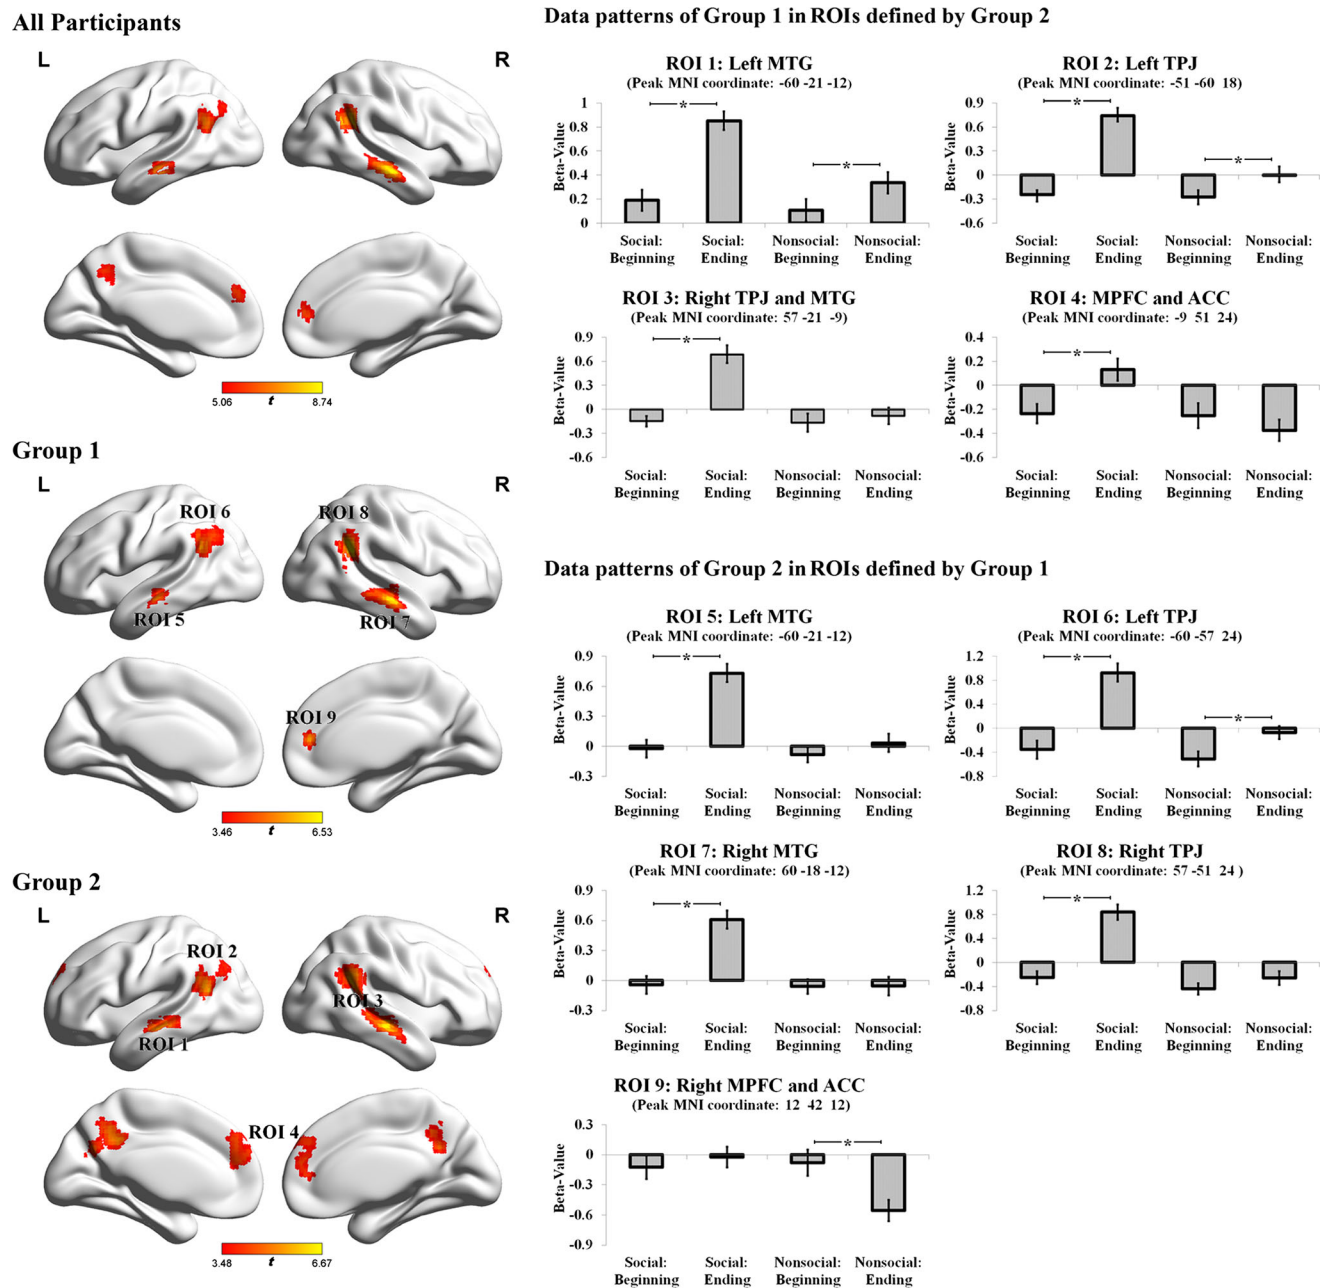 All Participants
L
R
5.06
t
8.74
Group 1
L
R
ROI 6
ROI 8
ROI 5
ROI 7
ROI 9
3.46
t
6.53
Group 2
L
R
ROI 2
ROI 3
ROI 1
ROI 4
3.48
t
6.67
Data patterns of Group 1 in ROIs defined by Group 2
ROI 1: Left MTG
(Peak MNI coordinate: -60 -21 -12)
Beta-Value
1
0.8
0.6
0.4
0.2
0
*
*
Social: Social: Nonsocial: Nonsocial:
Beginning Ending Beginning Ending
ROI 2: Left TPJ
(Peak MNI coordinate: -51 -60 18)
Beta-Value
0.9
0.6
0.3
0
-0.3
-0.6
*
*
Social: Social: Nonsocial: Nonsocial:
Beginning Ending Beginning Ending
ROI 3: Right TPJ and MTG
(Peak MNI coordinate: 57 -21 -9)
Beta-Value
0.9
0.6
0.3
0
-0.3
-0.6
*
Social: Social: Nonsocial: Nonsocial:
Beginning Ending Beginning Ending
ROI 4: MPFC and ACC
(Peak MNI coordinate: -9 51 24)
Beta-Value
0.4
0.2
0
-0.2
-0.4
-0.6
*
Social: Social: Nonsocial: Nonsocial:
Beginning Ending Beginning Ending
Data patterns of Group 2 in ROIs defined by Group 1
ROI 5: Left MTG
(Peak MNI coordinate: -60 -21 -12)
Beta-Value
0.9
0.6
0.3
0
-0.3
*
Social: Social: Nonsocial: Nonsocial:
Beginning Ending Beginning Ending
ROI 6: Left TPJ
(Peak MNI coordinate: -60 -57 24)
Beta-Value
1.2
0.8
0.4
0
-0.4
-0.8
*
*
Social: Social: Nonsocial: Nonsocial:
Beginning Ending Beginning Ending
ROI 7: Right MTG
(Peak MNI coordinate: 60 -18 -12)
Beta-Value
0.9
0.6
0.3
0
-0.3
*
Social: Social: Nonsocial: Nonsocial:
Beginning Ending Beginning Ending
ROI 8: Right TPJ
(Peak MNI coordinate: 57 -51 24 )
Beta-Value
1.2
0.8
0.4
0
-0.4
-0.8
*
Social: Social: Nonsocial: Nonsocial:
Beginning Ending Beginning Ending
ROI 9: Right MPFC and ACC
(Peak MNI coordinate: 12 42 12)
Beta-Value
0.3
0
-0.3
-0.6
-0.9
*
Social: Social: Nonsocial: Nonsocial:
Beginning Ending Beginning Ending